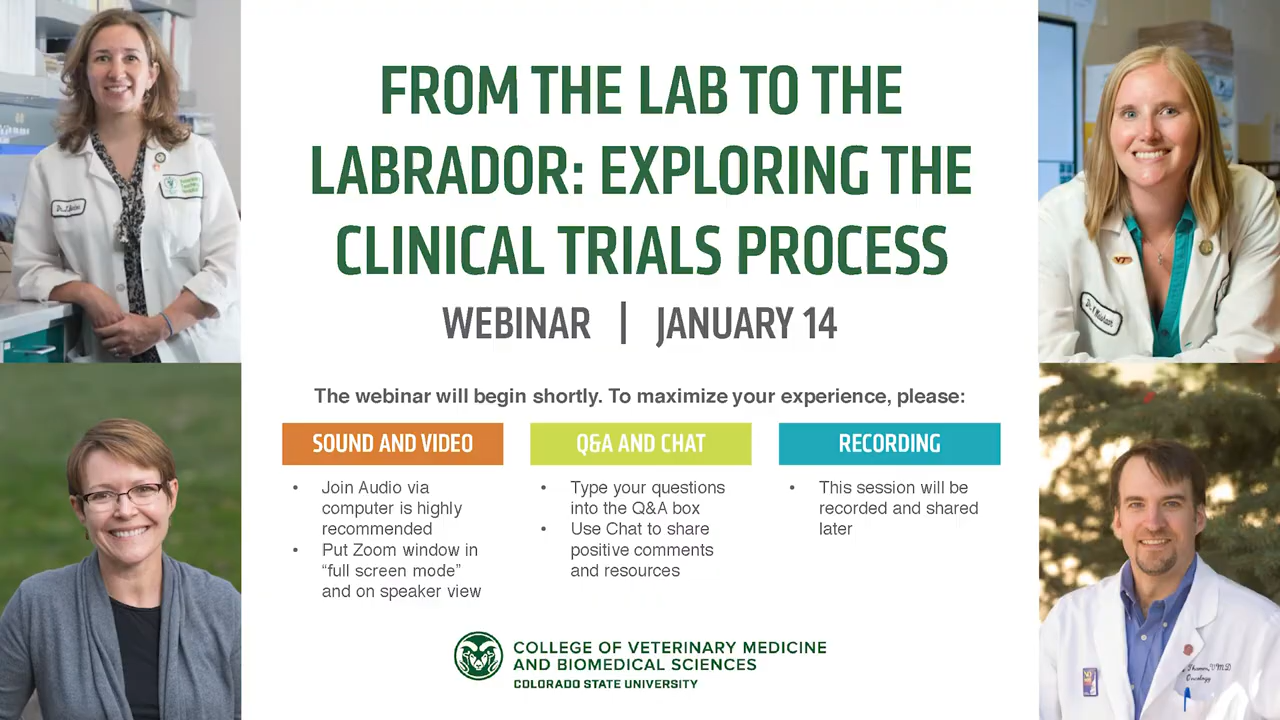 FROM THE LAB TO THE
LABRADOR: EXPLORING THE
CLINICAL TRIALS PROCESS
WEBINAR | JANUARY 14
The webinar will begin shortly. To maximize your experience, please:
SOUND AND VIDEO
• Join Audio via
computer is highly
recommended
• Put Zoom window in
“full screen mode”
and on speaker view
Q&A AND CHAT
• Type your questions
into the Q&A box
• Use Chat to share
positive comments
and resources
RECORDING
• This session will be
recorded and shared
later
COLLEGE OF VETERINARY MEDICINE
AND BIOMEDICAL SCIENCES
COLORADO STATE UNIVERSITY
VT
Oncology